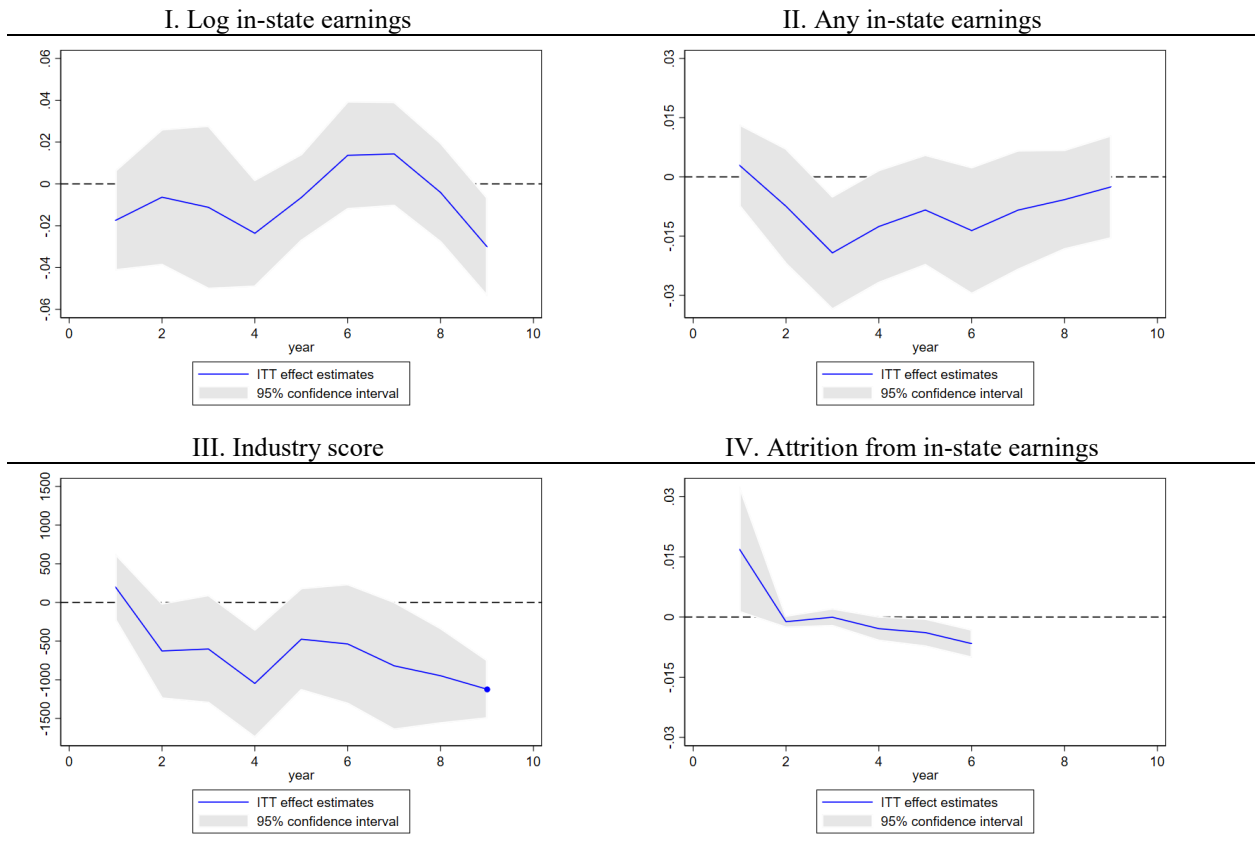 I. Log in-state earnings
.06
.04
.02
0
-.02
-.04
-.06
0 2 4 6 8 10
year
ITT effect estimates
95% confidence interval
II. Any in-state earnings
.03
.015
0
-.015
-.03
0 2 4 6 8 10
year
ITT effect estimates
95% confidence interval
III. Industry score
1500
1000
500
0
-500
-1000
-1500
0 2 4 6 8 10
year
ITT effect estimates
95% confidence interval
IV. Attrition from in-state earnings
.03
.015
0
-.015
-.03
0 2 4 6 8 10
year
ITT effect estimates
95% confidence interval